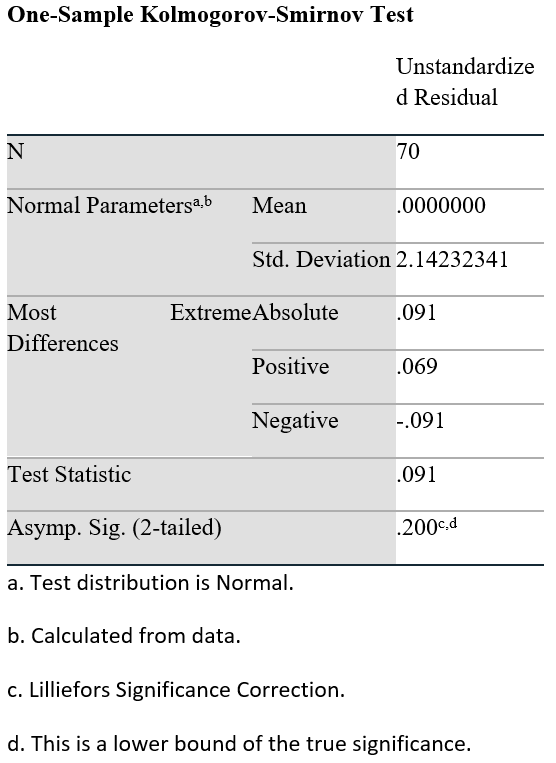 One-Sample Kolmogorov-Smirnov Test
Unstandardize
d Residual
N 70
Normal Parametersa,b Mean .0000000
Std. Deviation 2.14232341
Most Extreme Absolute .091
Differences
Positive .069
Negative -.091
Test Statistic .091
Asymp. Sig. (2-tailed) .200c,d
a. Test distribution is Normal.
b. Calculated from data.
c. Lilliefors Significance Correction.
d. This is a lower bound of the true significance.